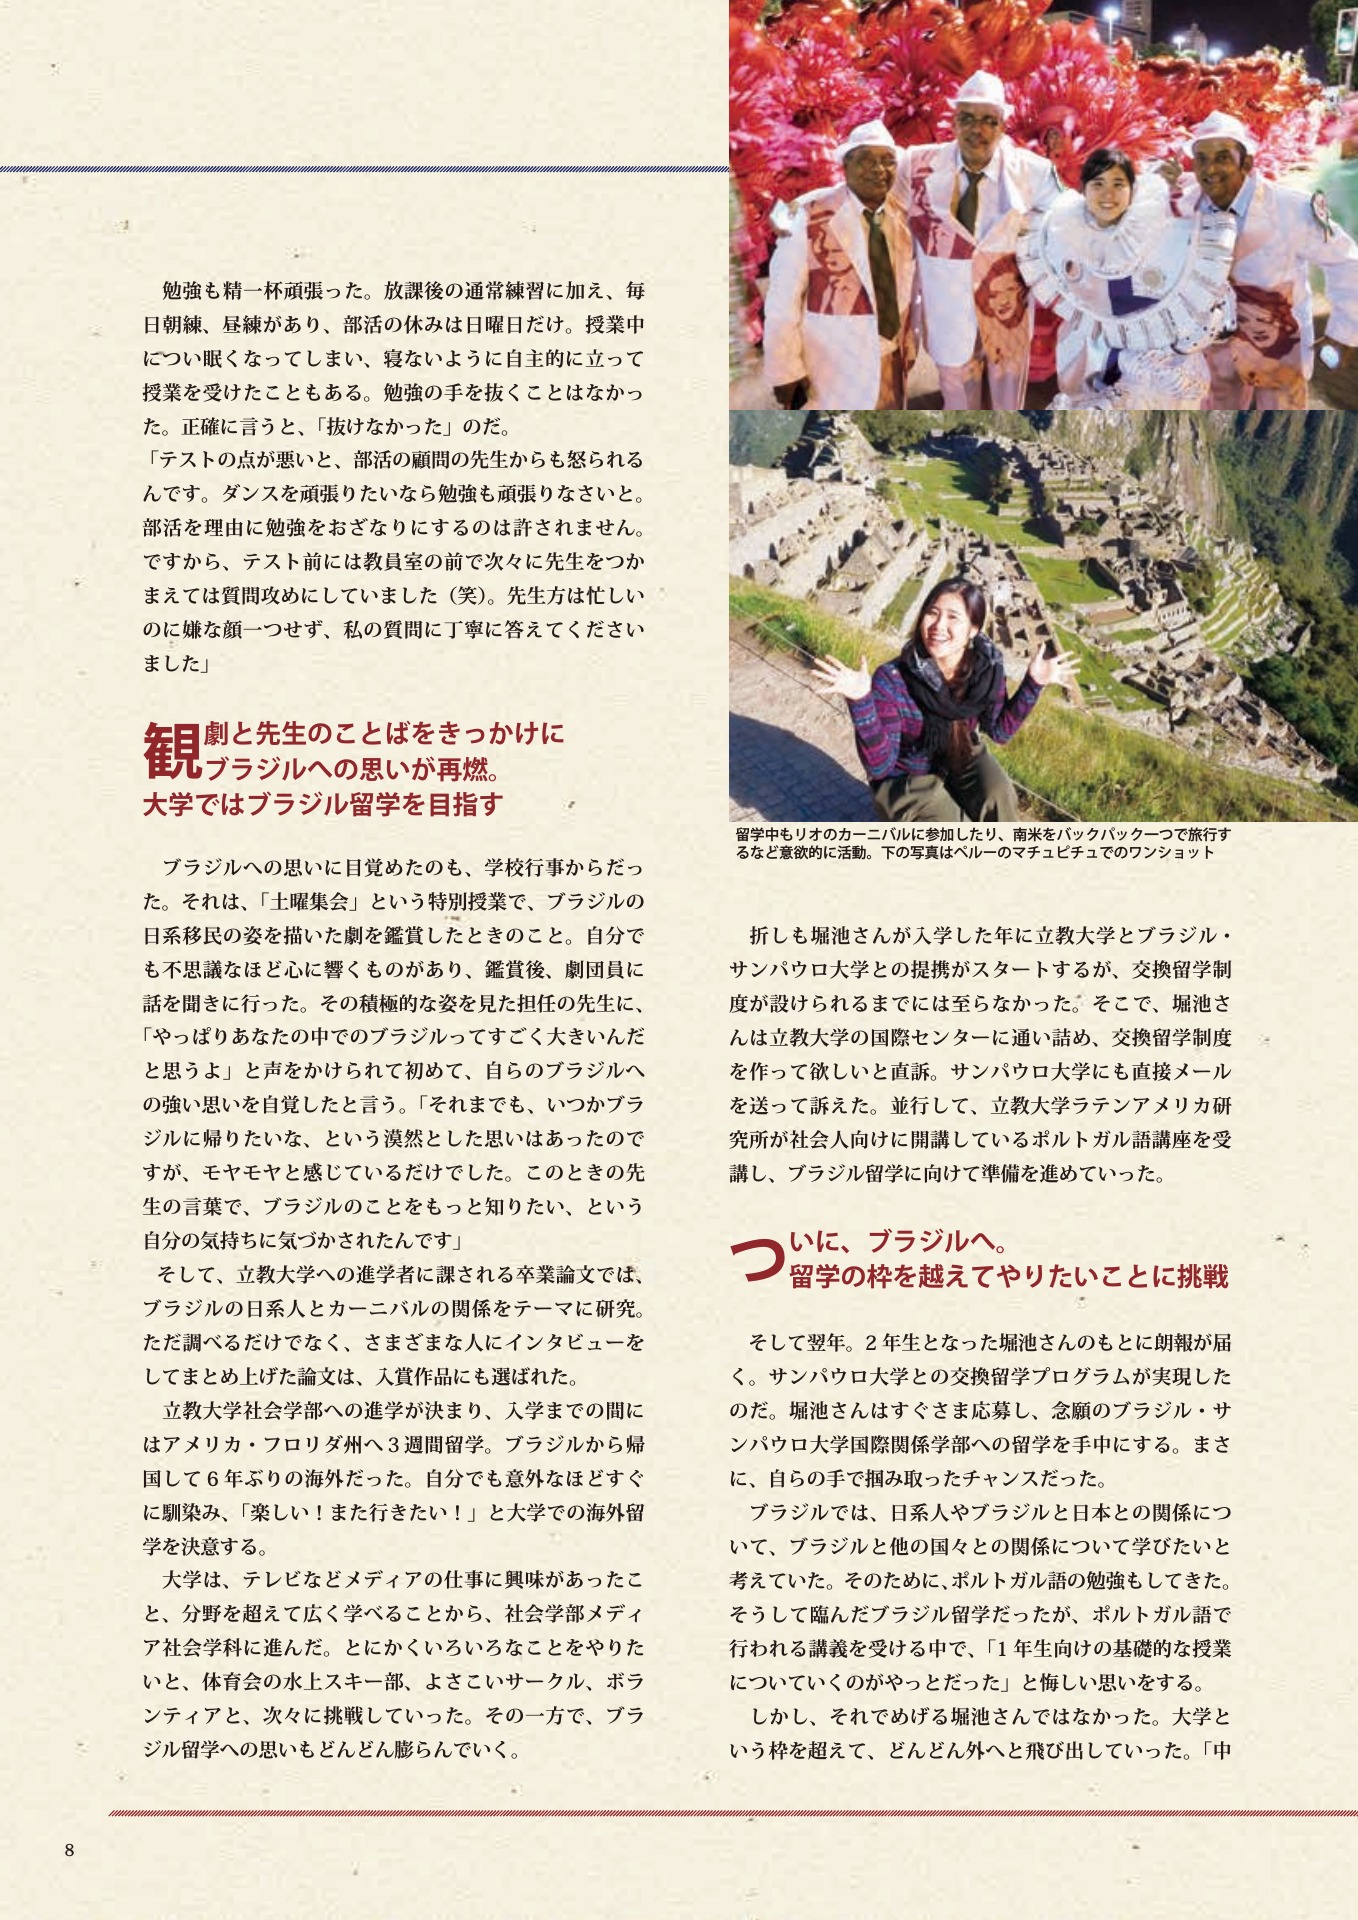 勉強も精一杯頑張った。放課後の通常練習に加え、毎
日朝練、昼練があり、部活の休みは日曜日だけ。授業中
につい眠くなってしまい、寝ないように自主的に立って
授業を受けたこともある。勉強の手を抜くことはなかっ
た。正確に言うと、「抜けなかった」のだ。
「テストの点が悪いと、部活の顧問の先生からも怒られる
んです。ダンスを頑張りたいなら勉強も頑張りなさいと。
部活を理由に勉強をおざなりにするのは許されません。
ですから、テスト前には教員室の前で次々に先生をつか
まえては質問攻めにしていました（笑）。先生方は忙しい
のに嫌な顔一つせず、私の質問に丁寧に答えてください
ました」
観劇と先生のことばをきっかけに
ブラジルへの思いが再燃。
大学ではブラジル留学を目指す
ブラジルへの思いに目覚めたのも、学校行事からだっ
た。それは、「土曜集会」という特別授業で、ブラジルの
日系移民の姿を描いた劇を鑑賞したときのこと。自分で
も不思議なほど心に響くものがあり、鑑賞後、劇団員に
話を聞きに行った。その積極的な姿を見た担任の先生に、
「やっぱりあなたの中でのブラジルってすごく大きいんだ
と思うよ」と声をかけられて初めて、自らのブラジルへ
の強い思いを自覚したと言う。「それまでも、いつかブラ
ジルに帰りたいな、という漠然とした思いはあったので
すが、モヤモヤと感じているだけでした。このときの先
生の言葉で、ブラジルのことをもっと知りたい、という
自分の気持ちに気づかされたんです」
そして、立教大学への進学者に課される卒業論文では、
ブラジルの日系人とカーニバルの関係をテーマに研究。
ただ調べるだけでなく、さまざまな人にインタビューを
してまとめ上げた論文は、入賞作品にも選ばれた。
立教大学社会学部への進学が決まり、入学までの間に
はアメリカ・フロリダ州へ3週間留学。ブラジルから帰
国して6年ぶりの海外だった。自分でも意外なほどすぐ
に馴染み、「楽しい！また行きたい！」と大学での海外留
学を決意する。
大学は、テレビなどメディアの仕事に興味があったこ
と、分野を超えて広く学べることから、社会学部メディ
ア社会学科に進んだ。とにかくいろいろなことをやりた
いと、体育会の水上スキー部、よさこいサークル、ボラ
ンティアと、次々に挑戦していった。その一方で、ブラ
ジル留学への思いもどんどん膨らんでいく。
留学中もリオのカーニバルに参加したり、南米をバックパック一つで旅行す
るなど意欲的に活動。下の写真はペルーのマチュピチュでのワンショット
折しも堀池さんが入学した年に立教大学とブラジル・
サンパウロ大学との提携がスタートするが、交換留学制
度が設けられるまでには至らなかった。そこで、堀池さ
んは立教大学の国際センターに通い詰め、交換留学制度
を作って欲しいと直訴。サンパウロ大学にも直接メール
を送って訴えた。並行して、立教大学ラテンアメリカ研
究所が社会人向けに開講しているポルトガル語講座を受
講し、ブラジル留学に向けて準備を進めていった。
ついに、ブラジルへ。
留学の枠を越えてやりたいことに挑戦
そして翌年。2年生となった堀池さんのもとに朗報が届
く。サンパウロ大学との交換留学プログラムが実現した
のだ。堀池さんはすぐさま応募し、念願のブラジル・サ
ンパウロ大学国際関係学部への留学を手中にする。まさ
に、自らの手で掴み取ったチャンスだった。
ブラジルでは、日系人やブラジルと日本との関係につ
いて、ブラジルと他の国々との関係について学びたいと
考えていた。そのために、ポルトガル語の勉強もしてきた。
そうして臨んだブラジル留学だったが、ポルトガル語で
行われる講義を受ける中で、「1年生向けの基礎的な授業
についていくのがやっとだった」と悔しい思いをする。
しかし、それでめげる堀池さんではなかった。大学と
いう枠を超えて、どんどん外へと飛び出していった。「中
8